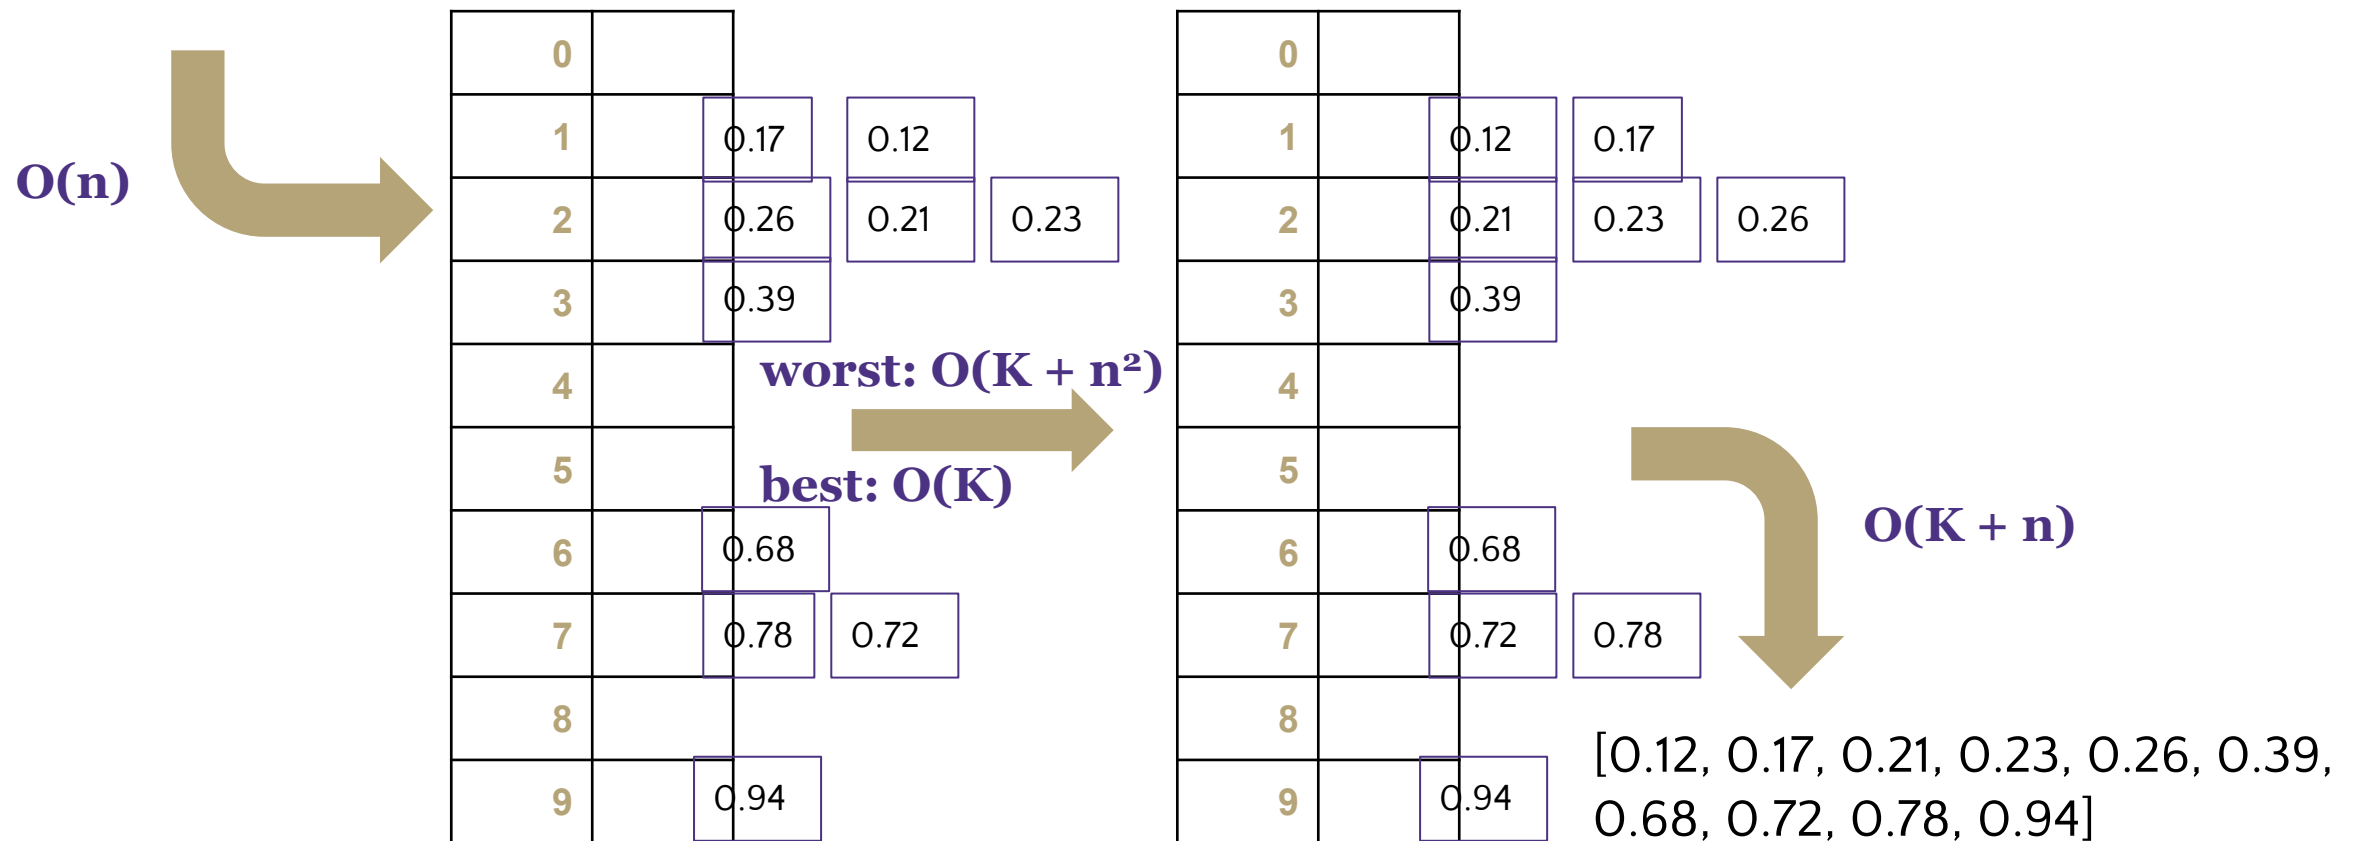 O(n)
0
1 0.17 0.12
2 0.26 0.21 0.23
3 0.39
4
5
6 0.68
7 0.78 0.72
8
9 0.94
worst: O(K + n²)
best: O(K)
0
1 0.12 0.17
2 0.21 0.23 0.26
3 0.39
4
5
6 0.68
7 0.72 0.78
8
9 0.94
O(K + n)
[0.12, 0.17, 0.21, 0.23, 0.26, 0.39,
0.68, 0.72, 0.78, 0.94]